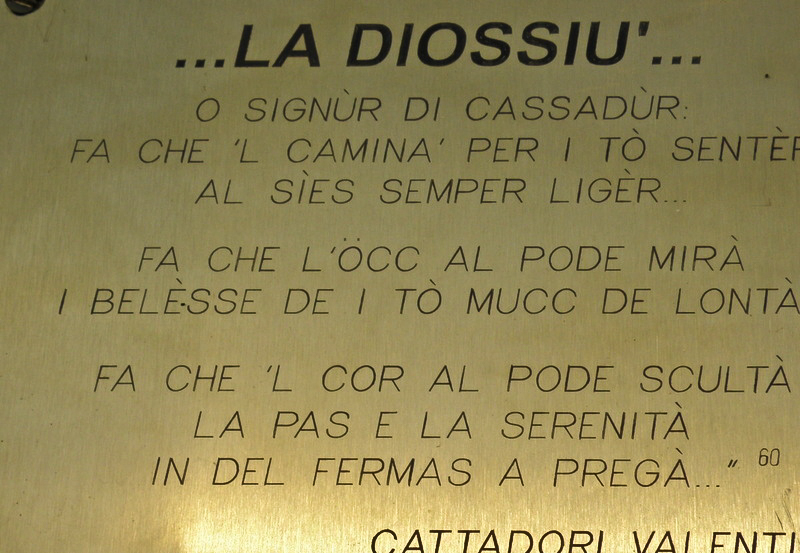 ...LA DIOSSIU'...
O SIGNÙR DI CASSADÙR:
FA CHE 'L CAMINA' PER I TÒ SENTÈR
AL SÌES SEMPER LIGÈR...
FA CHE L'ÖCC AL PODE MIRÀ
I BELÈSSE DE I TÒ MUCC DE LONTÀ
FA CHE 'L COR AL PODE SCULTÀ
LA PAS E LA SERENITÀ
IN DEL FERMAS A PREGÀ..." 60
CATTADORI VALENTI